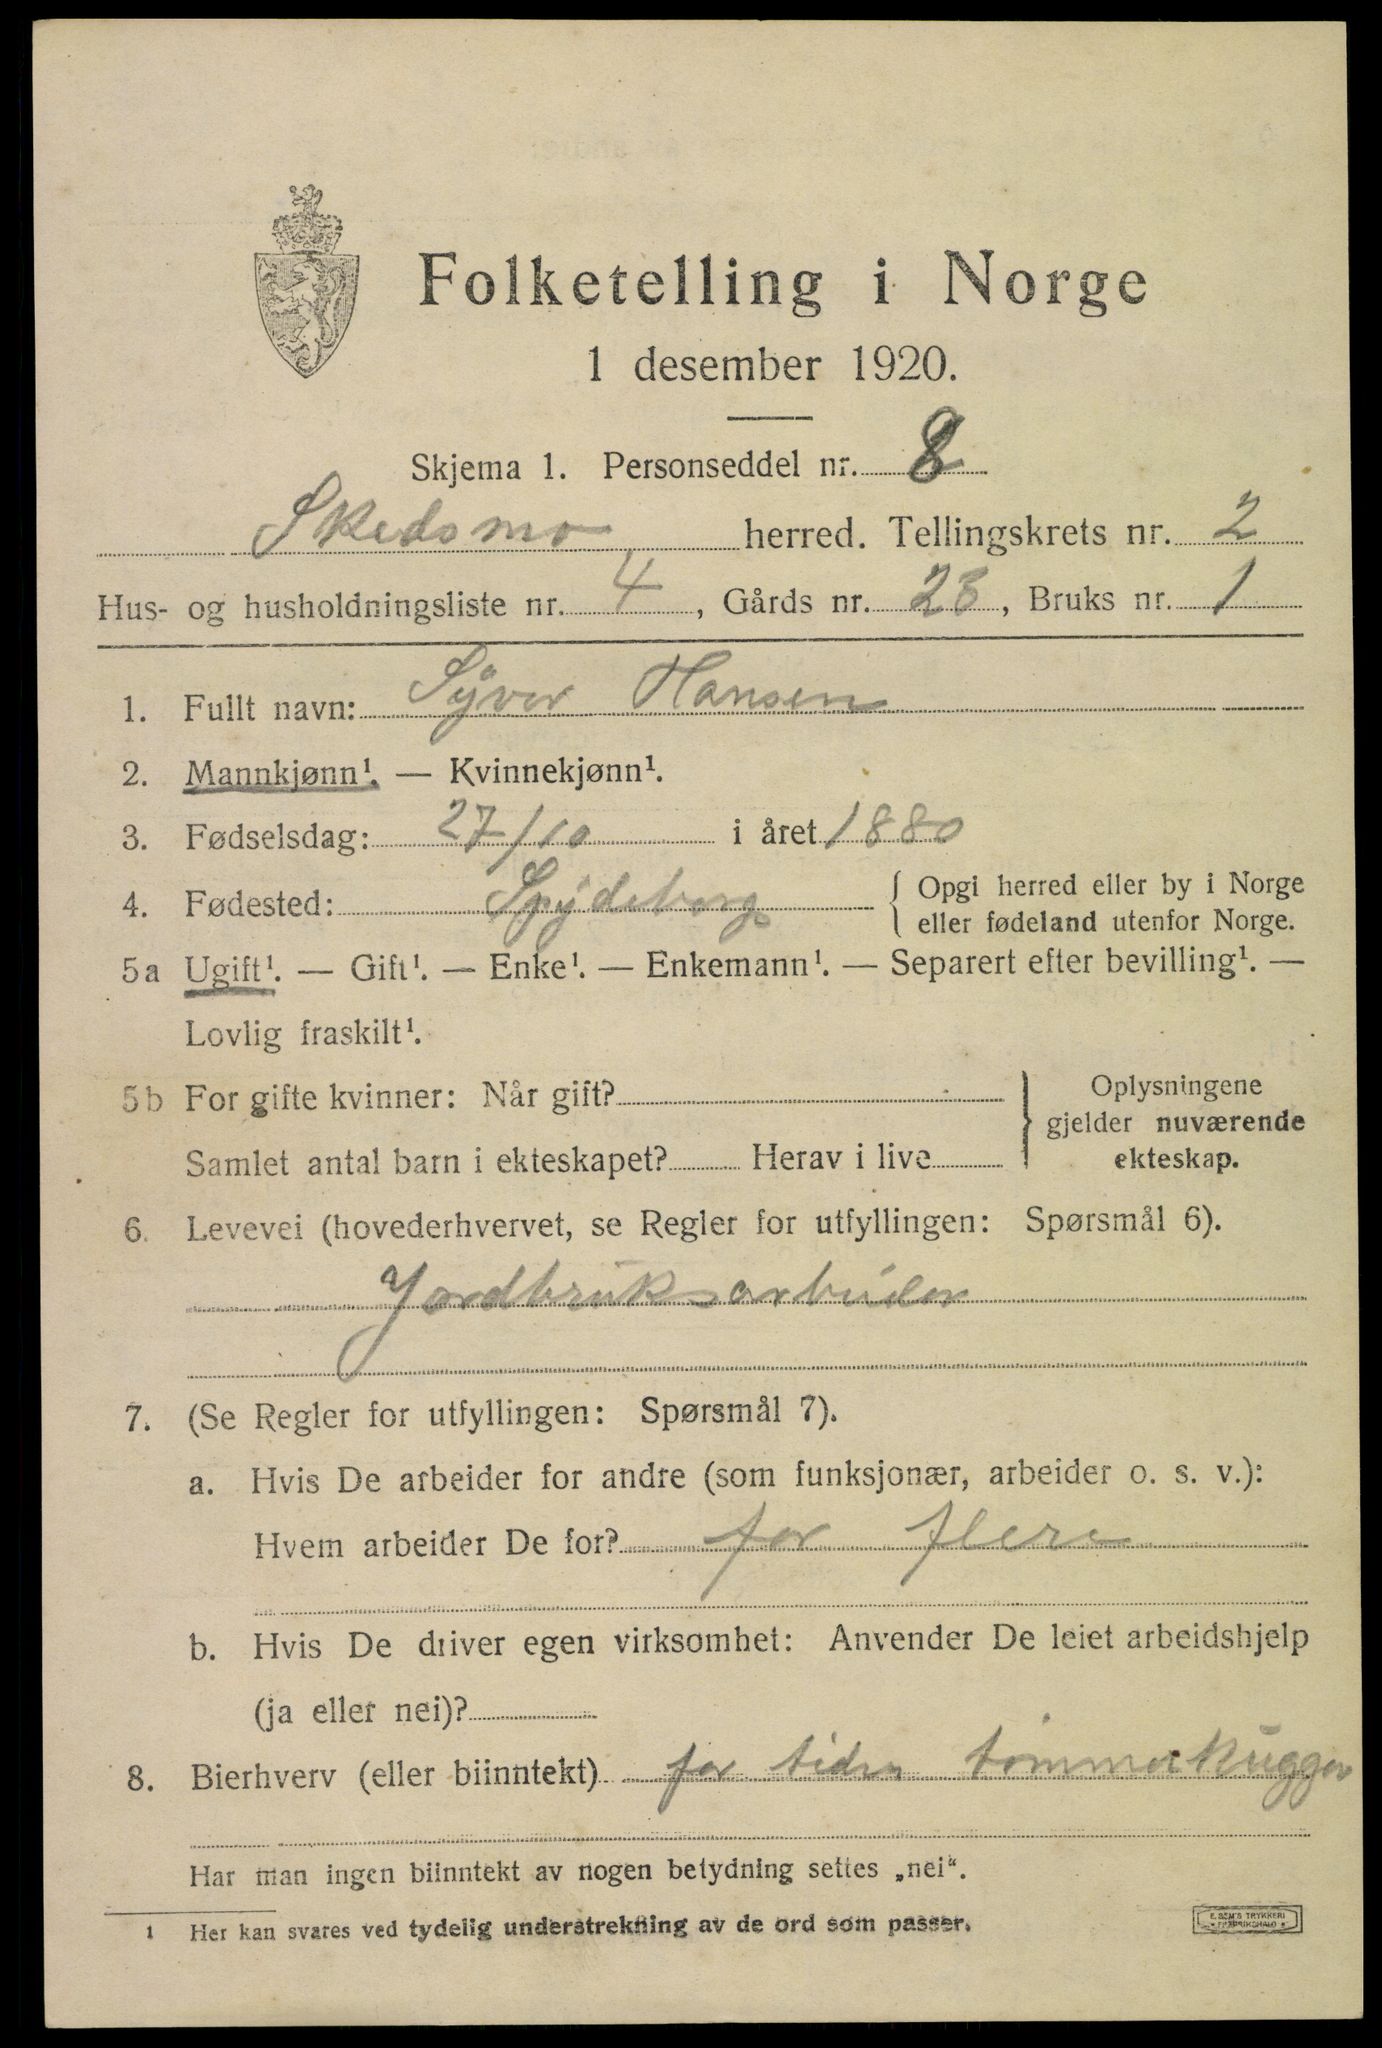 Folketelling i Norge
1 desember 1920.
Skjema 1. Personseddel nr. 8
Skedsmo herred. Tellingskrets nr. 2
Hus- og husholdningsliste nr. 4, Gårds nr. 23, Bruks nr. 1
1. Fullt navn: Syver Hansen
2. Mannkjønn¹. — Kvinnekjønn¹.
3. Fødselsdag: 27/10 i året 1880
4. Fødested: Spydeberg { Opgi herred eller by i Norge
eller fødeland utenfor Norge.
5a Ugift¹. — Gift¹. — Enke¹. — Enkemann¹. — Separert efter bevilling¹. —
Lovlig fraskilt¹.
5b For gifte kvinner: Når gift?
Samlet antal barn i ekteskapet? Herav i live
} Oplysningene
gjelder nuværende
ekteskap.
6. Levevei (hovederhvervet, se Regler for utfyllingen: Spørsmål 6).
Jordbruksarbeider
7. (Se Regler for utfyllingen: Spørsmål 7).
a. Hvis De arbeider for andre (som funksjonær, arbeider o. s. v.):
Hvem arbeider De for? for flere
b. Hvis De driver egen virksomhet: Anvender De leiet arbeidshjelp
(ja eller nei)?
8. Bierhverv (eller biinntekt) for tiden tømmerhugger
Har man ingen biinntekt av nogen betydning settes „nei“.
1 Her kan svares ved tydelig understrekning av de ord som passer.
E. SEM'S TRYKKERI
FREDRIKSHALD